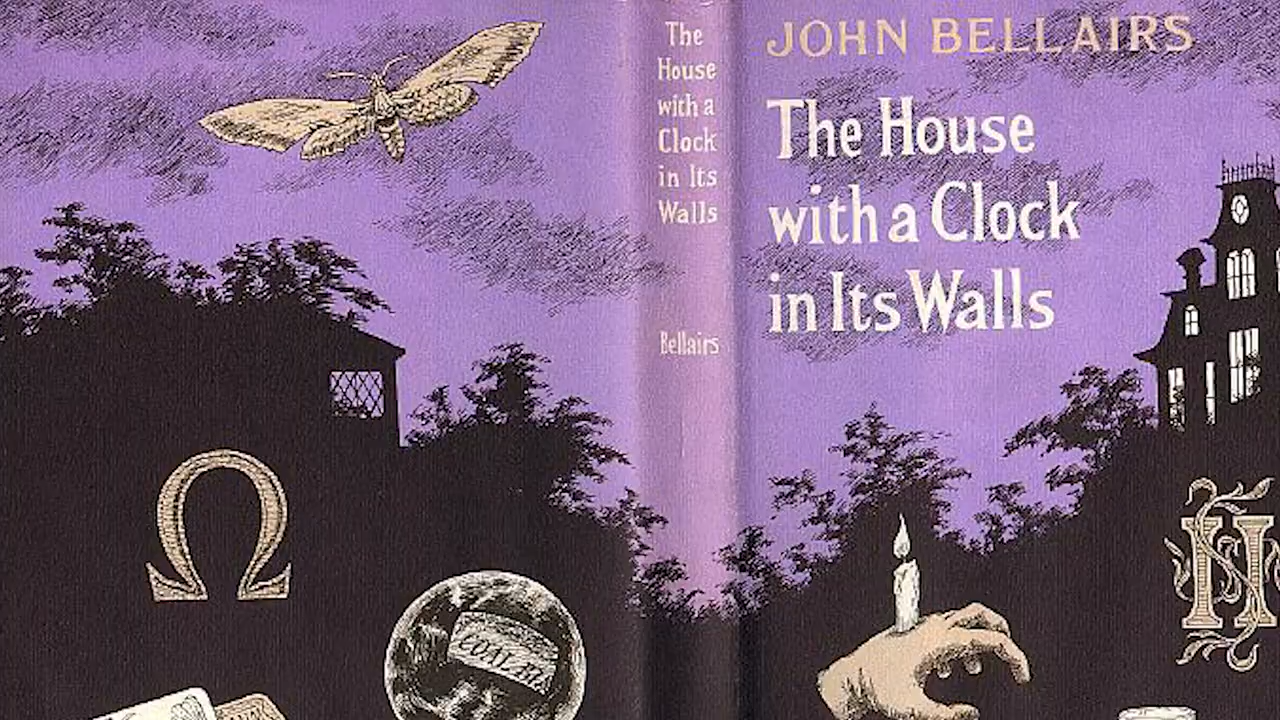 Ω
The
House
with a
Clock
in Its
Walls
Bellairs
JOHN BELLAIRS
The House
with a Clock
in Its Walls